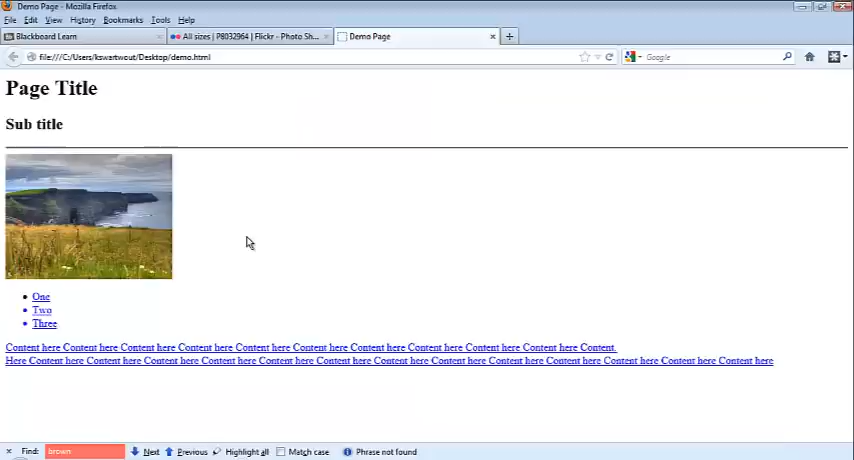 Demo Page - Mozilla Firefox
File Edit View History Bookmarks Tools Help
Blackboard Learn
All sizes | P8032964 | Flickr - Photo Sh...
Demo Page
file:///C:/Users/kswartwout/Desktop/demo.html
Google
Page Title
Sub title
One
Two
Three
Content here Content here Content here Content here Content here Content here Content here Content here Content here Content here Content.
Here Content here Content here Content here Content here Content here Content here Content here Content here Content here Content here Content here Content here Content here
Find: brown Next Previous Highlight all Match case Phrase not found